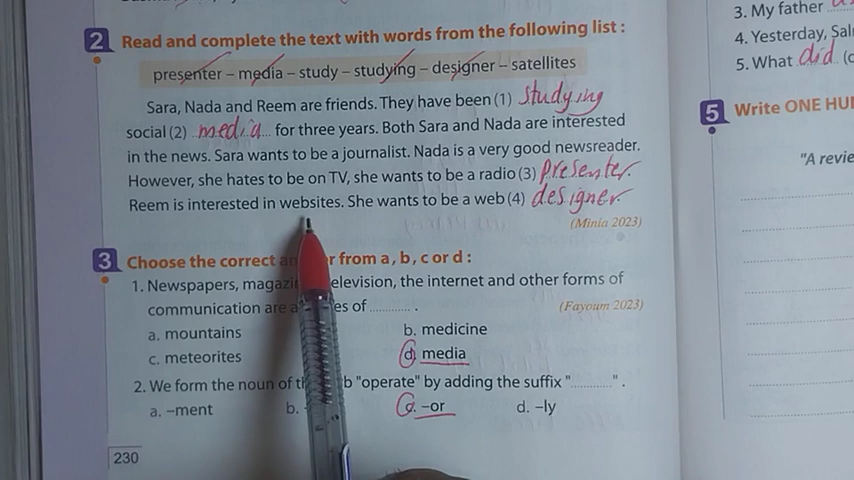 3. My father
4. Yesterday, Sal
5. What did (c
2 Read and complete the text with words from the following list :
presenter – media – study – studying – designer – satellites
Sara, Nada and Reem are friends. They have been (1) studying
social (2) media for three years. Both Sara and Nada are interested
in the news. Sara wants to be a journalist. Nada is a very good newsreader.
However, she hates to be on TV, she wants to be a radio (3) presenter.
Reem is interested in websites. She wants to be a web (4) designer.
(Minia 2023)
3 Choose the correct from a, b, c or d :
1. Newspapers, television, the internet and other forms of
communication are of ............ .
(Fayoum 2023)
a. mountains
b. medicine
c. meteorites
d. media
2. We form the noun of "operate" by adding the suffix "............" .
a. –ment
b.
c. –or
d. –ly
230
5 Write ONE HU
"A revie